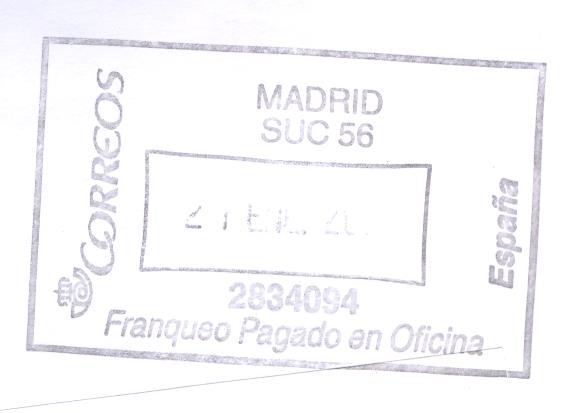 CORREOS
MADRID
SUC 56
2834094
Franqueo Pagado en Oficina
España